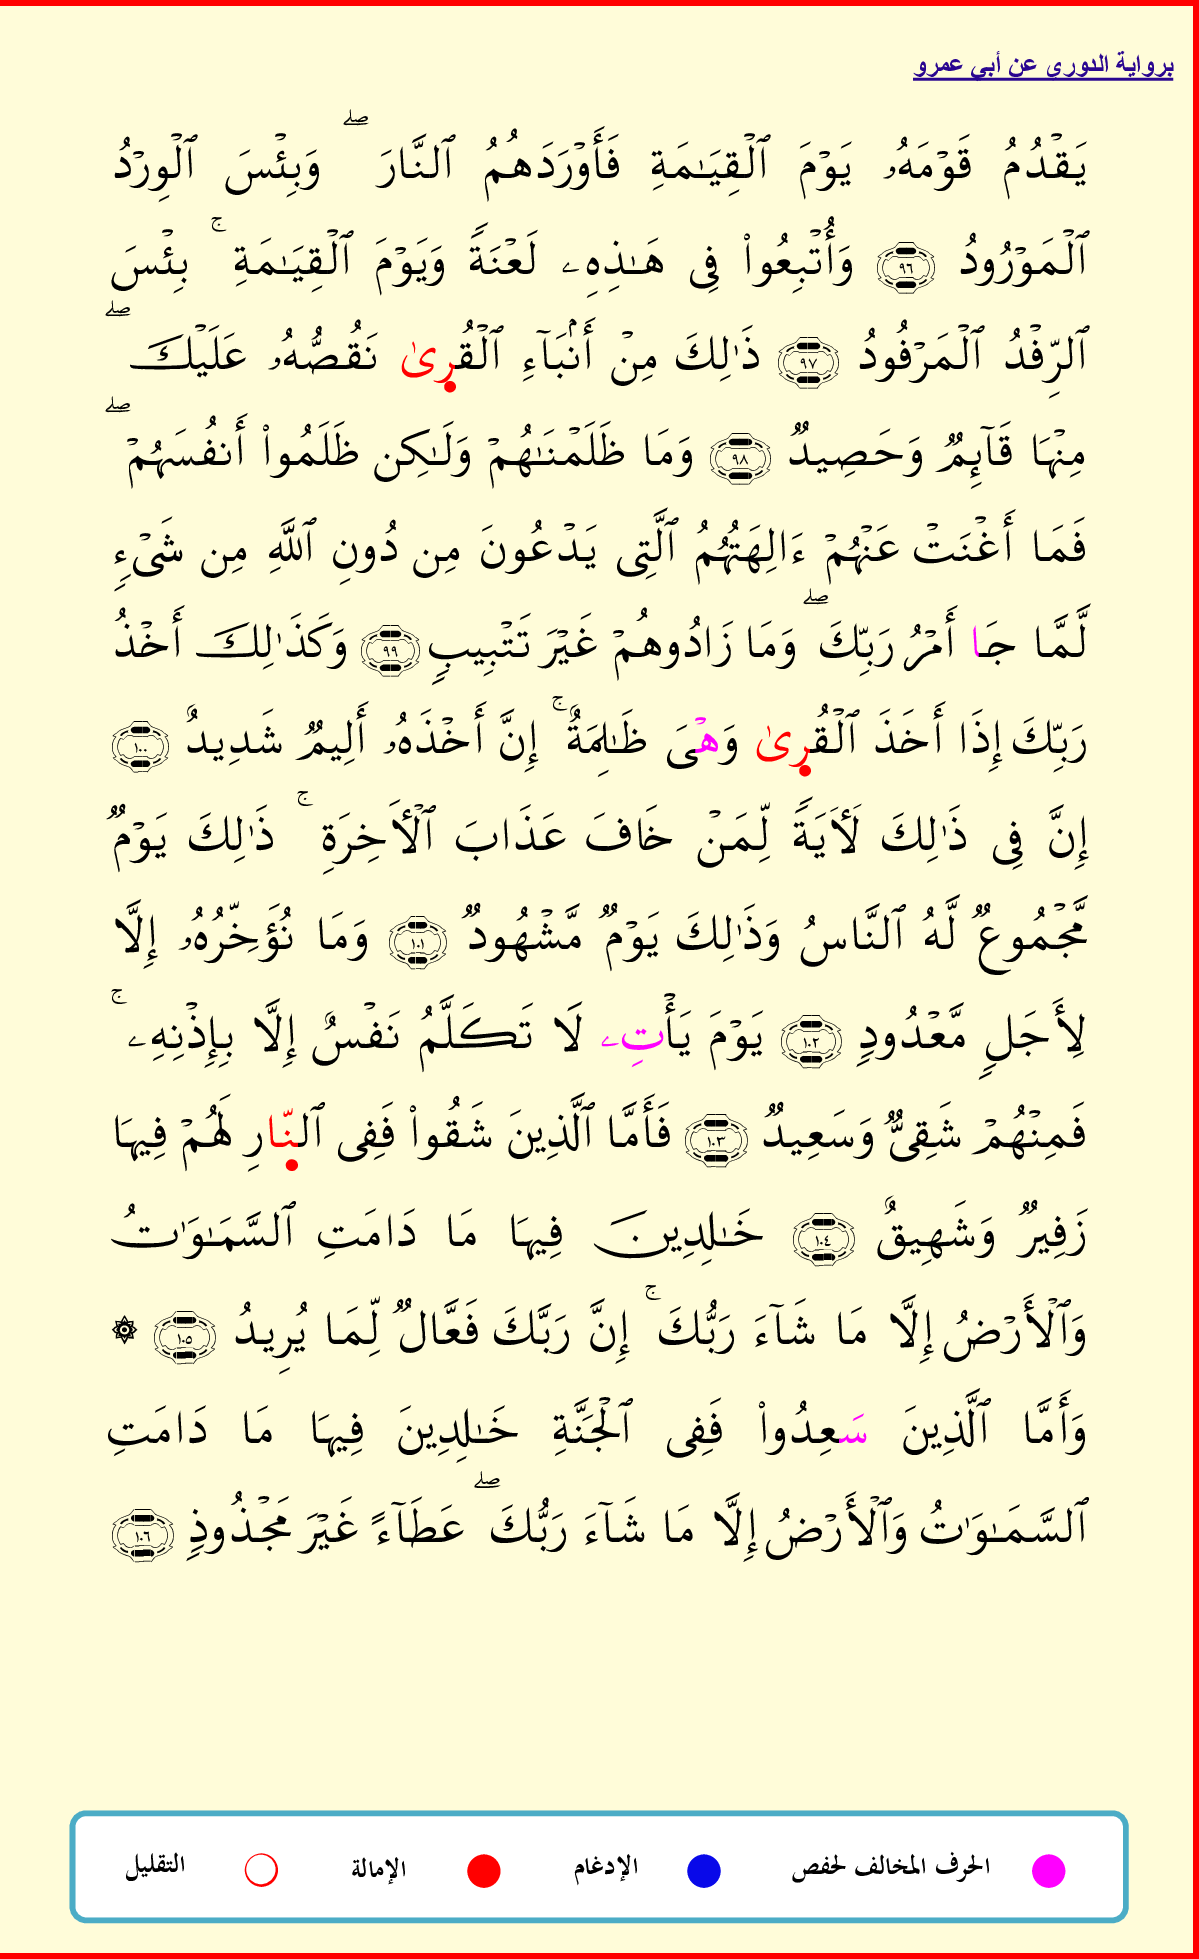 برواية الدورى عن أبى عمرو
يَقۡدُمُ قَوۡمَهُۥ يَوۡمَ ٱلۡقِيَـٰمَةِ فَأَوۡرَدَهُمُ ٱلنَّارَ ۖ وَبِئۡسَ ٱلۡوِرۡدُ
ٱلۡمَوۡرُودُ ٩٦ وَأُتۡبِعُواْ فِى هَـٰذِهِۦ لَعۡنَةً وَيَوۡمَ ٱلۡقِيَـٰمَةِ ۚ بِئۡسَ
ٱلرِّفۡدُ ٱلۡمَرۡفُودُ ٩٧ ذَٰلِكَ مِنۡ أَنۢبَآءِ ٱلۡقُرِىٰ نَقُصُّهُۥ عَلَيۡكَ ۖ
مِنۡهَا قَآئِمٌ وَحَصِيدٌ ٩٨ وَمَا ظَلَمۡنَـٰهُمۡ وَلَـٰكِن ظَلَمُواْ أَنفُسَهُمۡ ۖ
فَمَا أَغۡنَتۡ عَنۡهُمۡ ءَالِهَتُهُمُ ٱلَّتِى يَدۡعُونَ مِن دُونِ ٱللَّهِ مِن شَىۡءٍ
لَّمَّا جَا أَمۡرُ رَبِّكَ ۖ وَمَا زَادُوهُمۡ غَيۡرَ تَتۡبِيبٍ ٩٩ وَكَذَٰلِكَ أَخۡذُ
رَبِّكَ إِذَا أَخَذَ ٱلۡقُرِىٰ وَهۡىَ ظَـٰلِمَةٌ ۚ إِنَّ أَخۡذَهُۥ أَلِيمٌ شَدِيدٌ ١٠٠
إِنَّ فِى ذَٰلِكَ لَأٓيَةً لِّمَنۡ خَافَ عَذَابَ ٱلۡأٓخِرَةِ ۚ ذَٰلِكَ يَوۡمٌ
مَّجۡمُوعٌ لَّهُ ٱلنَّاسُ وَذَٰلِكَ يَوۡمٌ مَّشۡهُودٌ ١٠١ وَمَا نُؤَخِّرُهُۥ إِلَّا
لِأَجَلٍ مَّعۡدُودٍ ١٠٢ يَوۡمَ يَأۡتِۦ لَا تَكَلَّمُ نَفۡسٌ إِلَّا بِإِذۡنِهِۦ ۚ
فَمِنۡهُمۡ شَقِىٌّ وَسَعِيدٌ ١٠٣ فَأَمَّا ٱلَّذِينَ شَقُواْ فَفِى ٱلنّارِ لَهُمۡ فِيهَا
زَفِيرٌ وَشَهِيقٌ ١٠٤ خَـٰلِدِينَ فِيهَا مَا دَامَتِ ٱلسَّمَـٰوَٰتُ
وَٱلۡأَرۡضُ إِلَّا مَا شَآءَ رَبُّكَ ۚ إِنَّ رَبَّكَ فَعَّالٌ لِّمَا يُرِيدُ ١٠٥ ۞
وَأَمَّا ٱلَّذِينَ سَعِدُواْ فَفِى ٱلۡجَنَّةِ خَـٰلِدِينَ فِيهَا مَا دَامَتِ
ٱلسَّمَـٰوَٰتُ وَٱلۡأَرۡضُ إِلَّا مَا شَآءَ رَبُّكَ ۖ عَطَآءً غَيۡرَ مَجۡذُوذٍ ١٠٦
الحرف المخالف لحفص الإدغام الإمالة التقليل